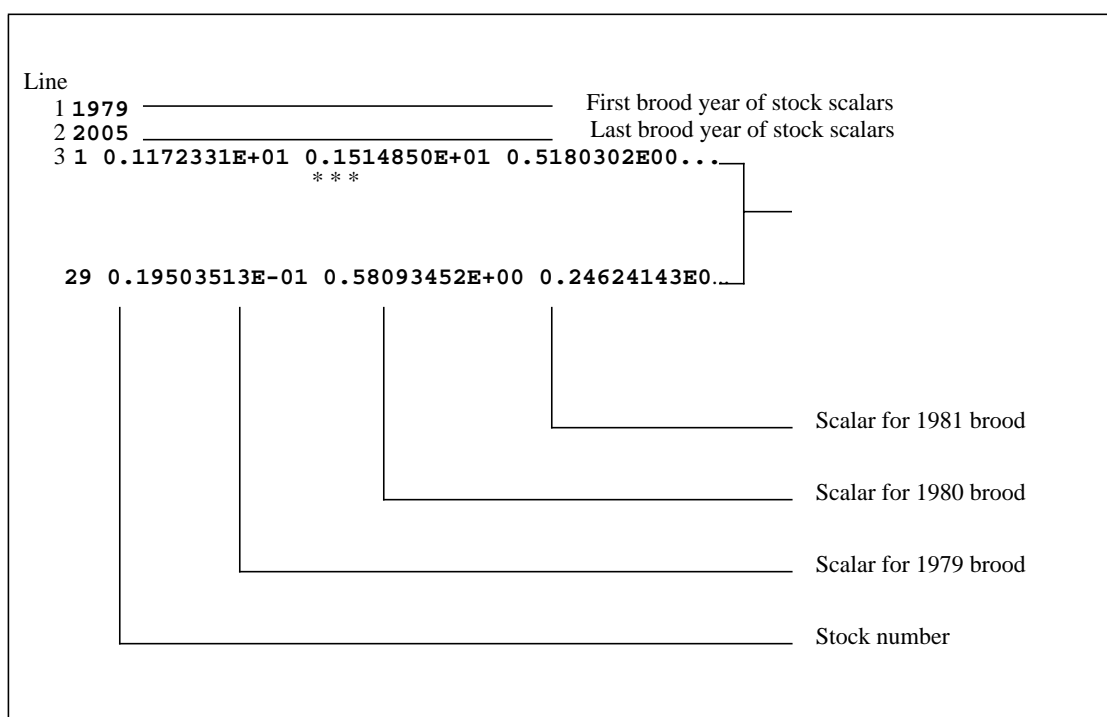 Line
1 1979 First brood year of stock scalars
2 2005 Last brood year of stock scalars
3 1 0.1172331E+01 0.1514850E+01 0.5180302E00...
* * *
29 0.19503513E-01 0.58093452E+00 0.24624143E0...
Scalar for 1981 brood
Scalar for 1980 brood
Scalar for 1979 brood
Stock number